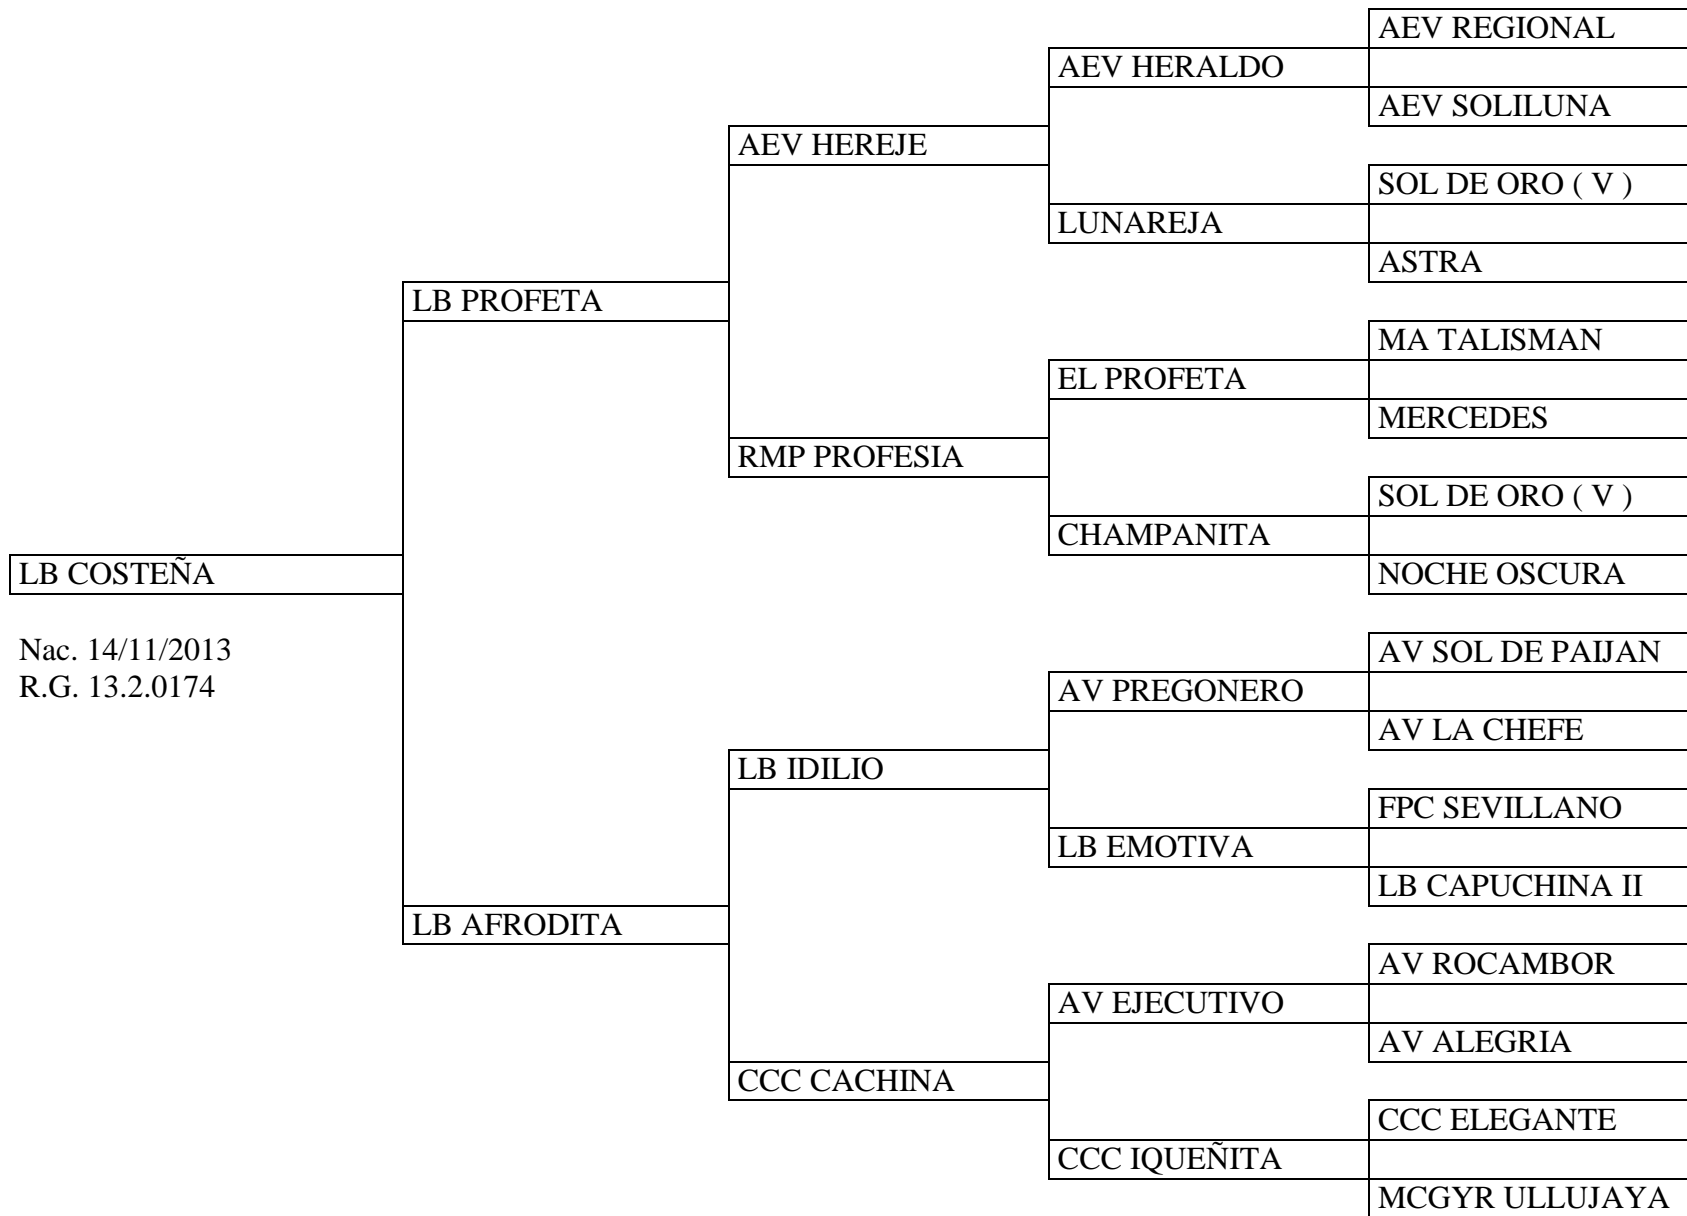 AEV REGIONAL
AEV HERALDO
AEV SOLILUNA
AEV HEREJE
SOL DE ORO ( V )
LUNAREJA
ASTRA
LB PROFETA
MA TALISMAN
EL PROFETA
MERCEDES
RMP PROFESIA
SOL DE ORO ( V )
CHAMPANITA
LB COSTEÑA
NOCHE OSCURA
Nac. 14/11/2013
AV SOL DE PAIJAN
R.G. 13.2.0174
AV PREGONERO
AV LA CHEFE
LB IDILIO
FPC SEVILLANO
LB EMOTIVA
LB CAPUCHINA II
LB AFRODITA
AV ROCAMBOR
AV EJECUTIVO
AV ALEGRIA
CCC CACHINA
CCC ELEGANTE
CCC IQUEÑITA
MCGYR ULLUJAYA